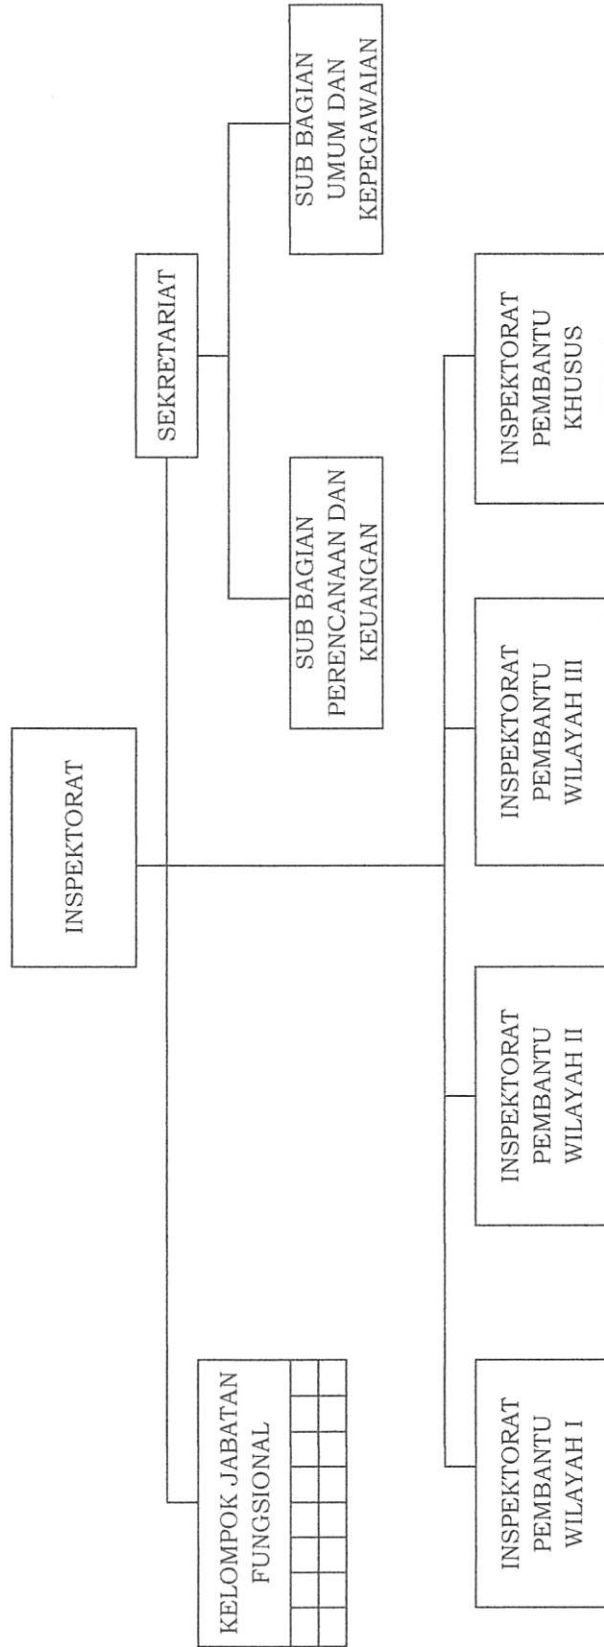 INSPEKTORAT
SEKRETARIAT
KELOMPOK JABATAN
FUNGSIONAL
SUB BAGIAN
PERENCANAAN DAN
KEUANGAN
SUB BAGIAN
UMUM DAN
KEPEGAWAIAN
INSPEKTORAT
PEMBANTU
WILAYAH I
INSPEKTORAT
PEMBANTU
WILAYAH II
INSPEKTORAT
PEMBANTU
WILAYAH III
INSPEKTORAT
PEMBANTU
KHUSUS